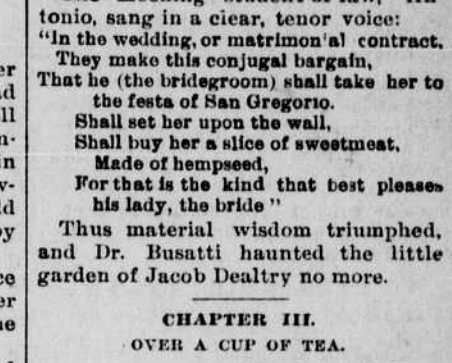 tonio, sang in a ciear, tenor voice:
"In the wedding, or matrimon'al contract,
They make this conjugal bargain,
That he (the bridegroom) shall take her to
the festa of San Gregorio.
Shall set her upon the wall,
Shall buy her a slice of sweetmeat,
Made of hempseed,
For that is the kind that best pleases
his lady, the bride"
Thus material wisdom triumphed,
and Dr. Busatti haunted the little
garden of Jacob Dealtry no more.
CHAPTER III.
OVER A CUP OF TEA.